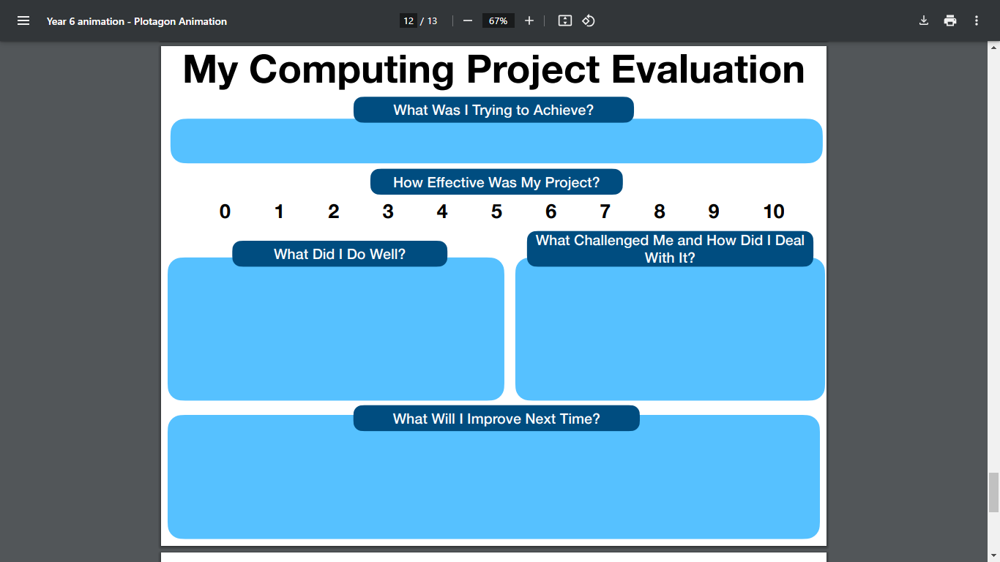 Year 6 animation - Plotagon Animation
12 / 13
67%
My Computing Project Evaluation
What Was I Trying to Achieve?
How Effective Was My Project?
0 1 2 3 4 5 6 7 8 9 10
What Did I Do Well?
What Challenged Me and How Did I Deal
With It?
What Will I Improve Next Time?